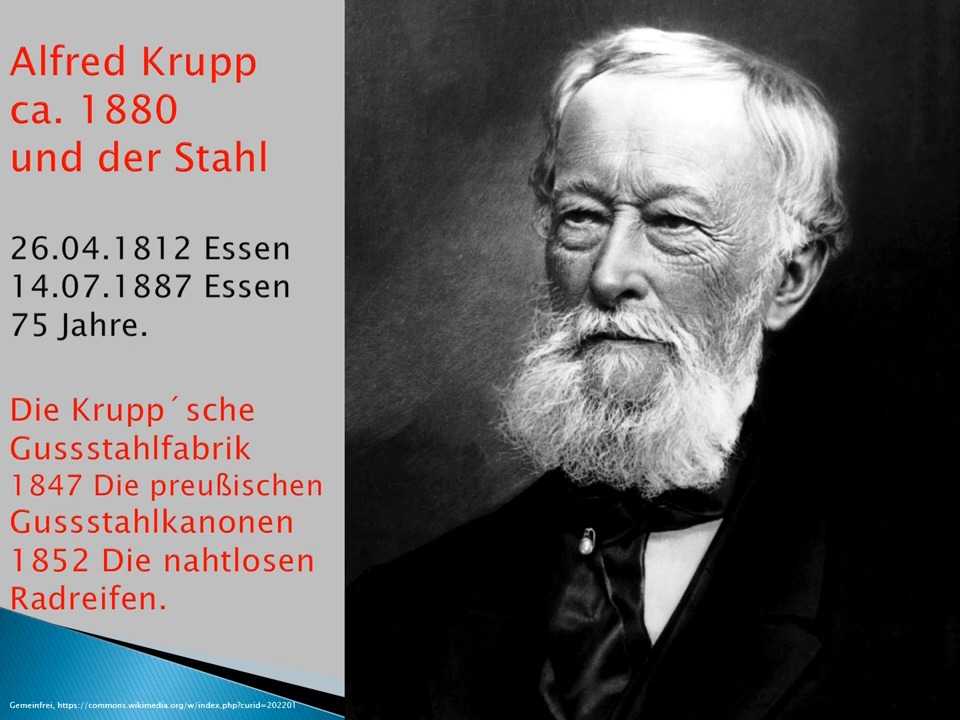 Alfred Krupp
ca. 1880
und der Stahl
26.04.1812 Essen
14.07.1887 Essen
75 Jahre.
Die Krupp´sche
Gussstahlfabrik
1847 Die preußischen
Gussstahlkanonen
1852 Die nahtlosen
Radreifen.
Gemeinfrei, https://commons.wikimedia.org/w/index.php?curid=202201